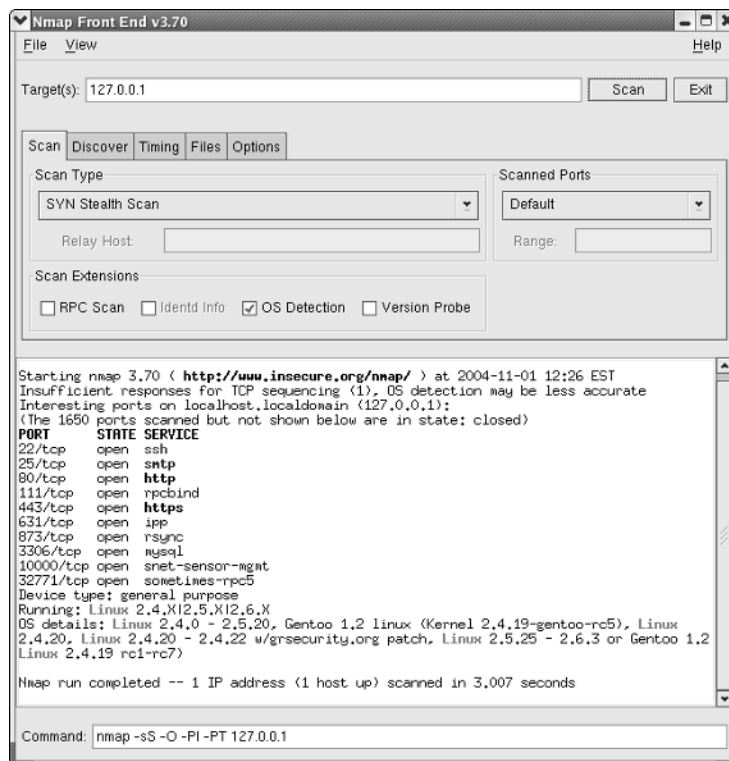 Nmap Front End v3.70
File View Help
Target(s): 127.0.0.1 Scan Exit
Scan Discover Timing Files Options
Scan Type Scanned Ports
SYN Stealth Scan Default
Relay Host: Range:
Scan Extensions
RPC Scan Identd Info OS Detection Version Probe
Starting nmap 3.70 ( http://www.insecure.org/nmap/ ) at 2004-11-01 12:26 EST
Insufficient responses for TCP sequencing (1), OS detection may be less accurate
Interesting ports on localhost.localdomain (127.0.0.1):
(The 1650 ports scanned but not shown below are in state: closed)
PORT STATE SERVICE
22/tcp open ssh
25/tcp open smtp
80/tcp open http
111/tcp open rpcbind
443/tcp open https
631/tcp open ipp
873/tcp open rsync
3306/tcp open mysql
10000/tcp open snet-sensor-mgmt
32771/tcp open sometimes-rpc5
Device type: general purpose
Running: Linux 2.4.X|2.5.X|2.6.X
OS details: Linux 2.4.0 - 2.5.20, Gentoo 1.2 linux (Kernel 2.4.19-gentoo-rc5), Linux
2.4.20, Linux 2.4.20 - 2.4.22 w/grsecurity.org patch, Linux 2.5.25 - 2.6.3 or Gentoo 1.2
Linux 2.4.19 rc1-rc7)
Nmap run completed -- 1 IP address (1 host up) scanned in 3.007 seconds
Command: nmap -sS -O -PI -PT 127.0.0.1